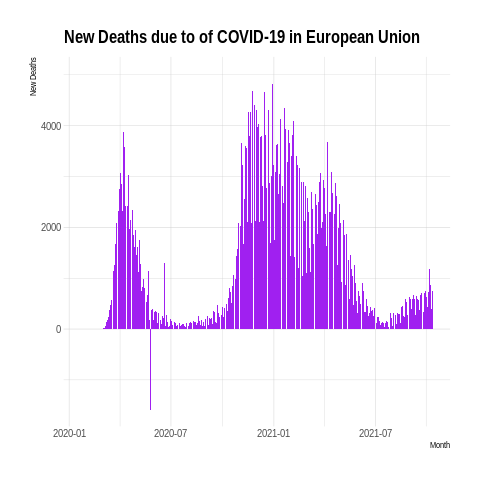 New Deaths due to of COVID-19 in European Union
New Deaths
4000
2000
0
2020-01
2020-07
2021-01
2021-07
Month